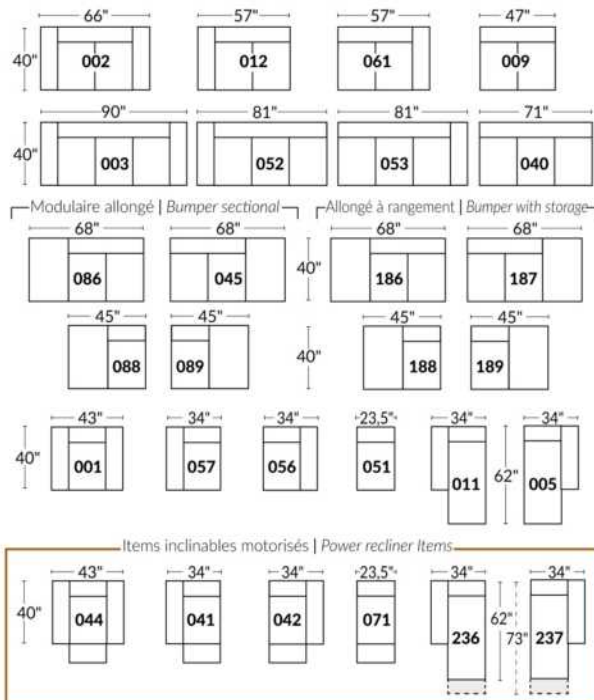 66" 57" 57" 47"
40" 002 012 061 009
90" 81" 81" 71"
40" 003 052 053 040
Modulaire allongé | Bumper sectional Allongé à rangement | Bumper with storage
68" 68" 68" 68"
086 045 40" 186 187
45" 45" 45" 45"
088 089 40" 188 189
43" 34" 34" 23,5" 34" 34"
40" 001 057 056 051 011 62" 005
Items inclinables motorisés | Power recliner Items
43" 34" 34" 23,5" 34" 34"
40" 044 041 042 071 236 62" 73" 237